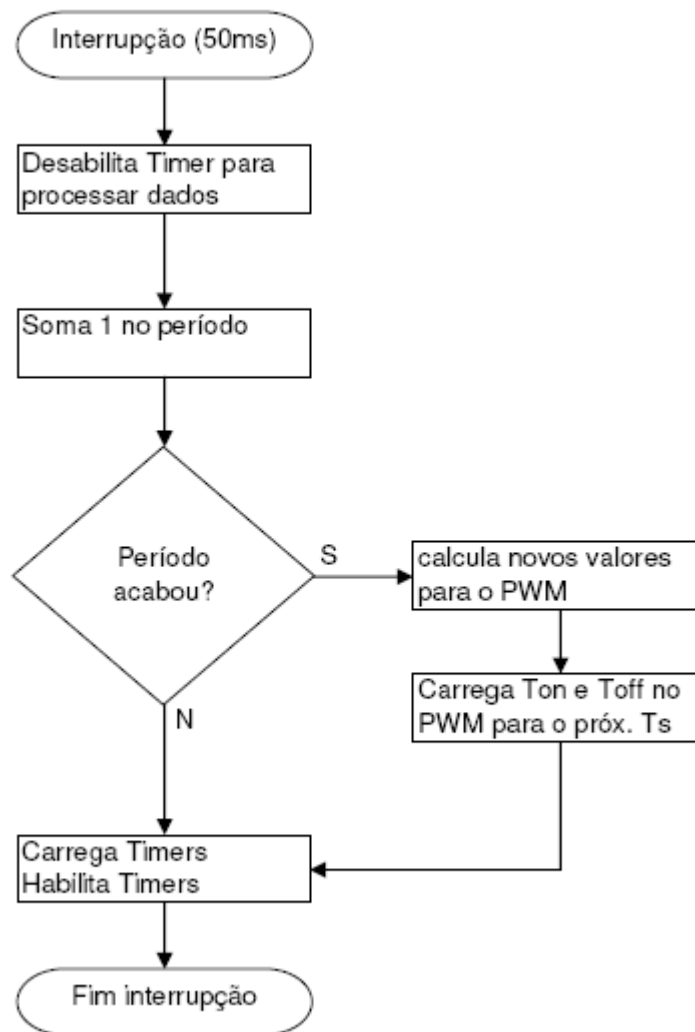 Interrupção (50ms)
Desabilita Timer para
processar dados
Soma 1 no período
Período
acabou?
S
calcula novos valores
para o PWM
Carrega Ton e Toff no
PWM para o próx. Ts
N
Carrega Timers
Habilita Timers
Fim interrupção